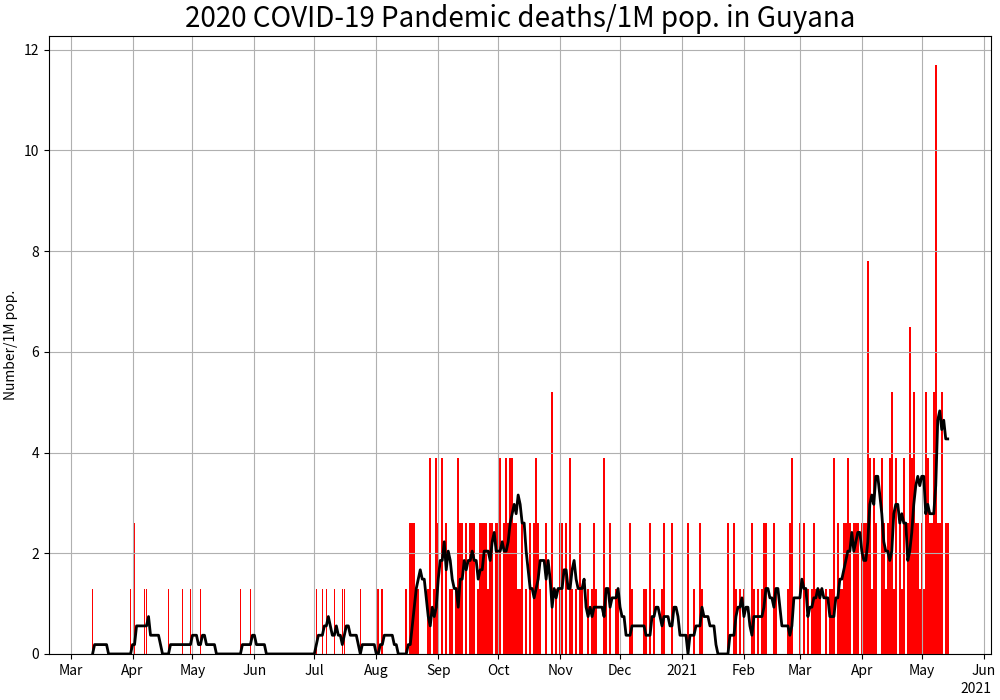 2020 COVID-19 Pandemic deaths/1M pop. in Guyana
Number/1M pop.
12
10
8
6
4
2
0
Mar Apr May Jun Jul Aug Sep Oct Nov Dec 2021 Feb Mar Apr May Jun
2021